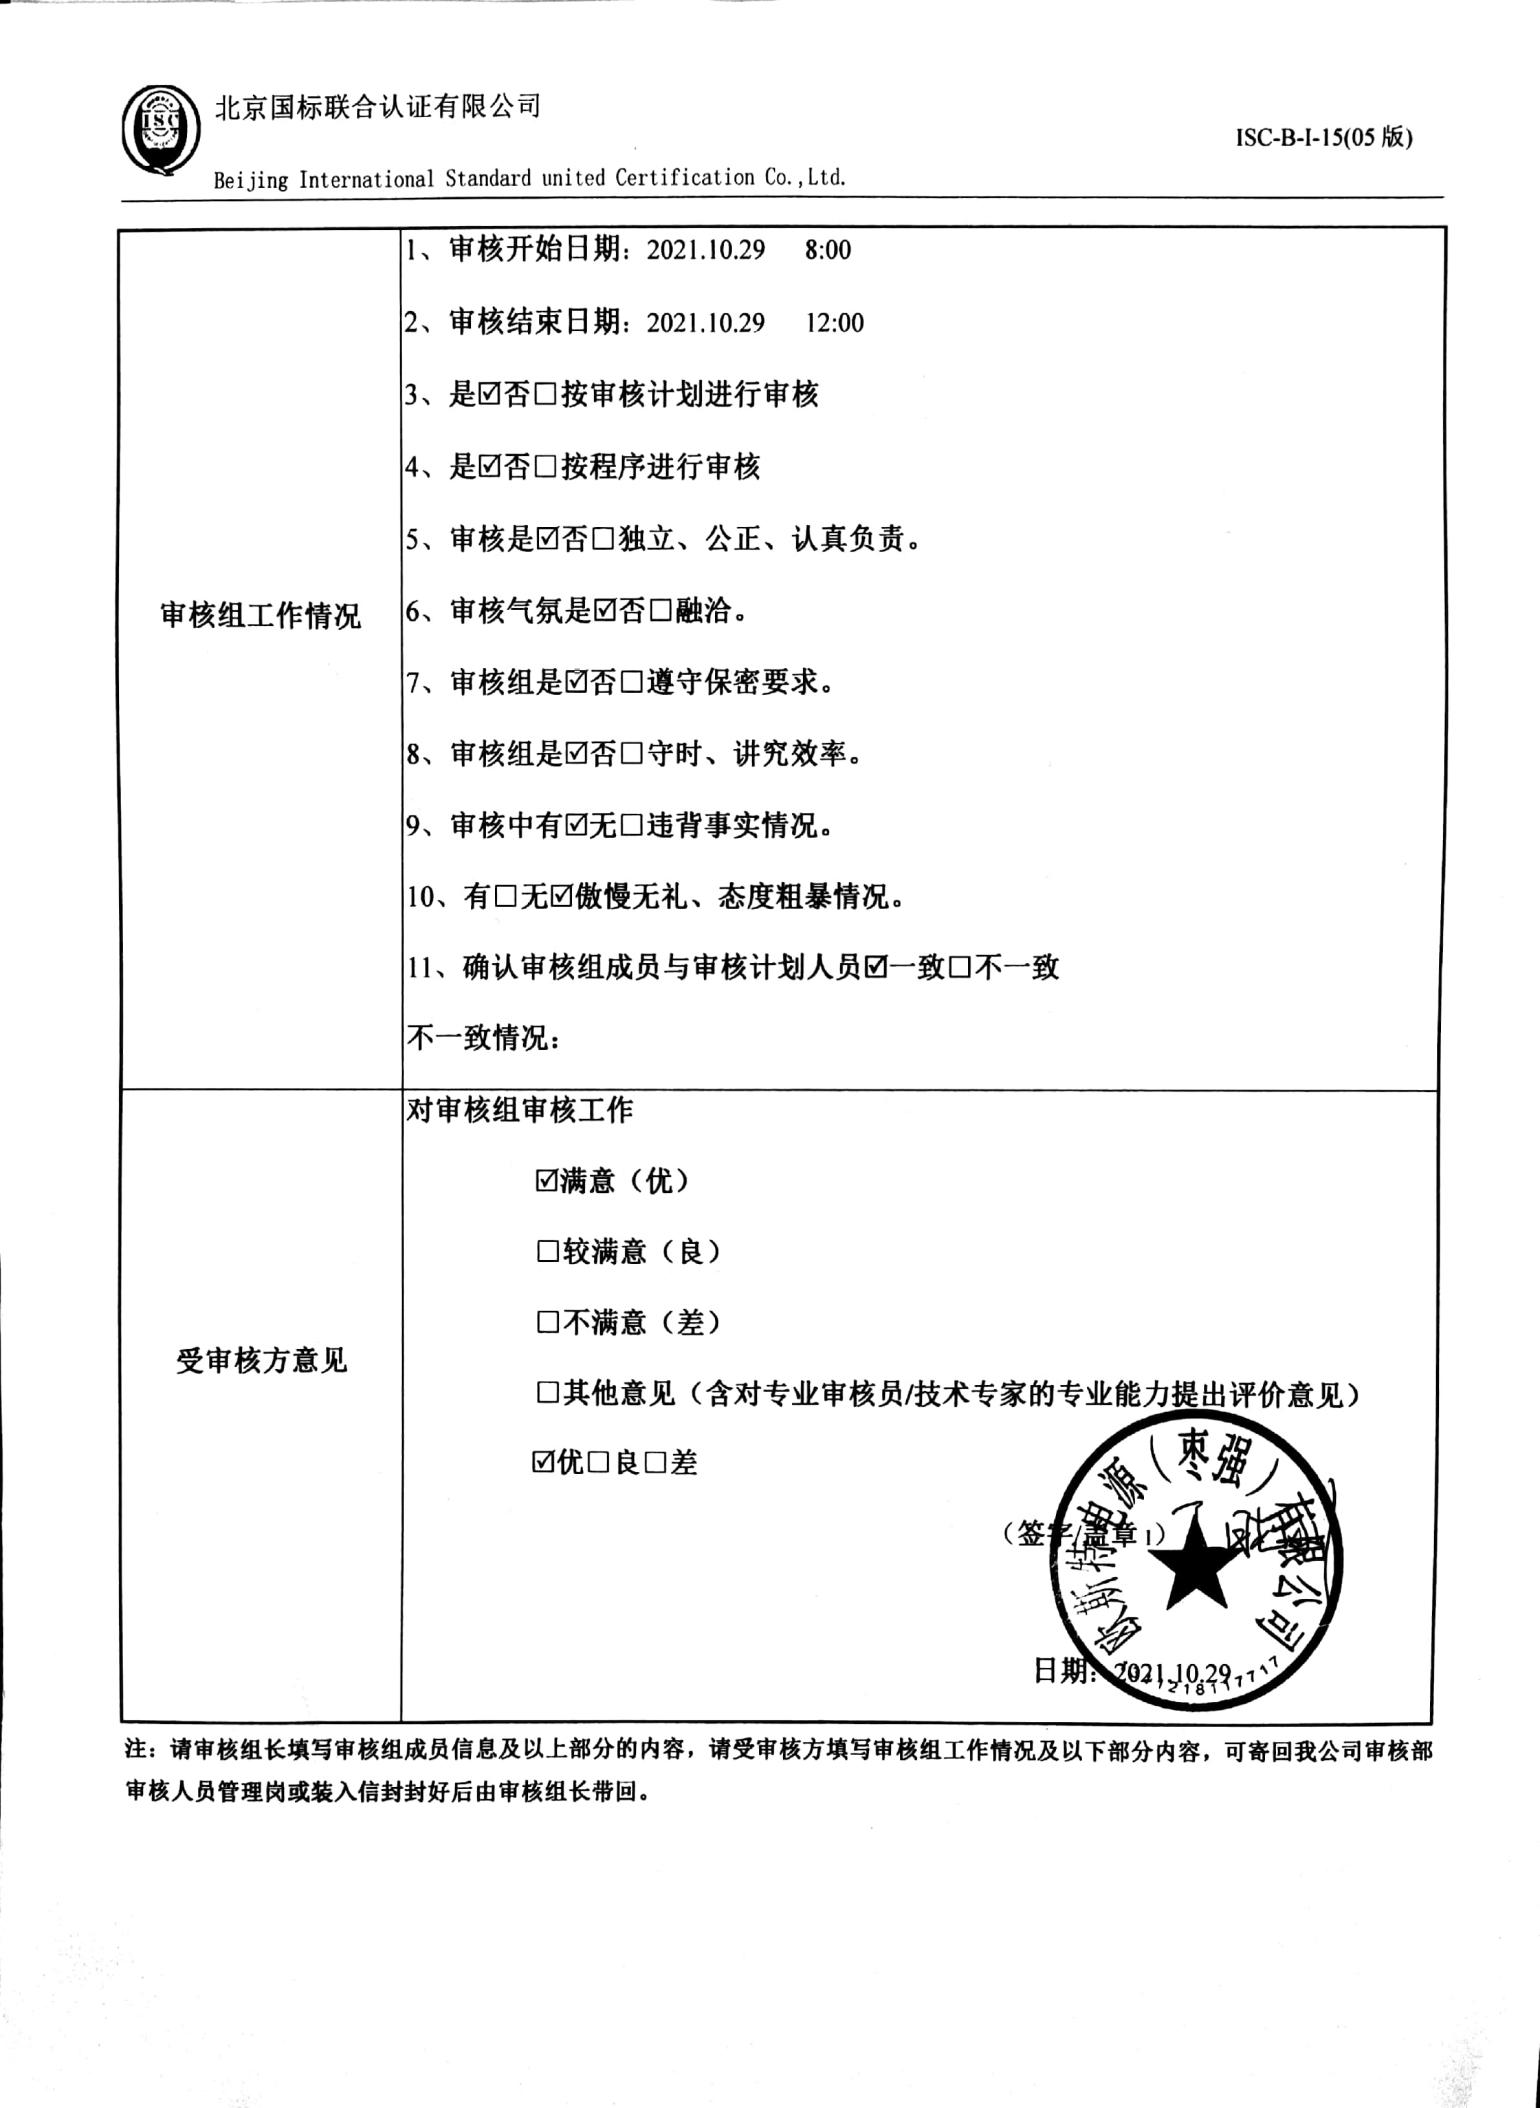 ISC
北京国标联合认证有限公司
ISC-B-I-15(05 版)
Beijing International Standard united Certification Co.,Ltd.
审核组工作情况
1、审核开始日期：2021.10.29 8:00
2、审核结束日期：2021.10.29 12:00
3、是☑否□按审核计划进行审核
4、是☑否□按程序进行审核
5、审核是☑否□独立、公正、认真负责。
6、审核气氛是☑否□融洽。
7、审核组是☑否□遵守保密要求。
8、审核组是☑否□守时、讲究效率。
9、审核中有☑无□违背事实情况。
10、有□无☑傲慢无礼、态度粗暴情况。
11、确认审核组成员与审核计划人员☑一致□不一致
不一致情况：
受审核方意见
对审核组审核工作
☑满意（优）
□较满意（良）
□不满意（差）
□其他意见（含对专业审核员/技术专家的专业能力提出评价意见）
☑优□良□差
（签字/盖章 1）
欧斯特电源（枣强）有限公司
日期：2021.10.29
注：请审核组长填写审核组成员信息及以上部分的内容，请受审核方填写审核组工作情况及以下部分内容，可寄回我公司审核部
审核人员管理岗或装入信封封好后由审核组长带回。